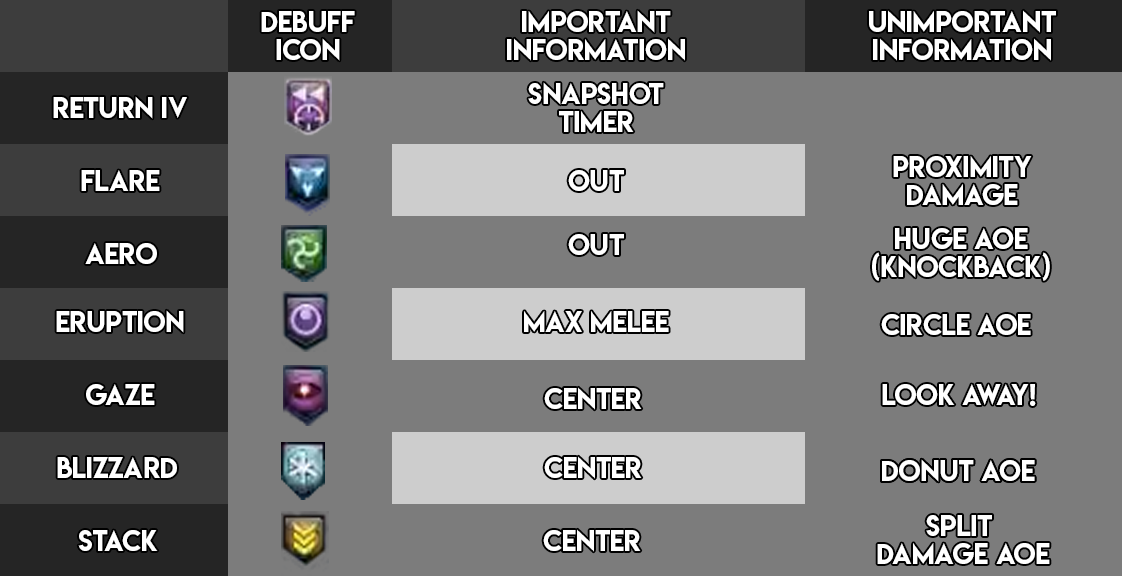 DEBUFF
ICON
IMPORTANT
INFORMATION
UNIMPORTANT
INFORMATION
RETURN IV
SNAPSHOT
TIMER
FLARE
OUT
PROXIMITY
DAMAGE
AERO
OUT
HUGE AOE
(KNOCKBACK)
ERUPTION
MAX MELEE
CIRCLE AOE
GAZE
CENTER
LOOK AWAY!
BLIZZARD
CENTER
DONUT AOE
STACK
CENTER
SPLIT
DAMAGE AOE